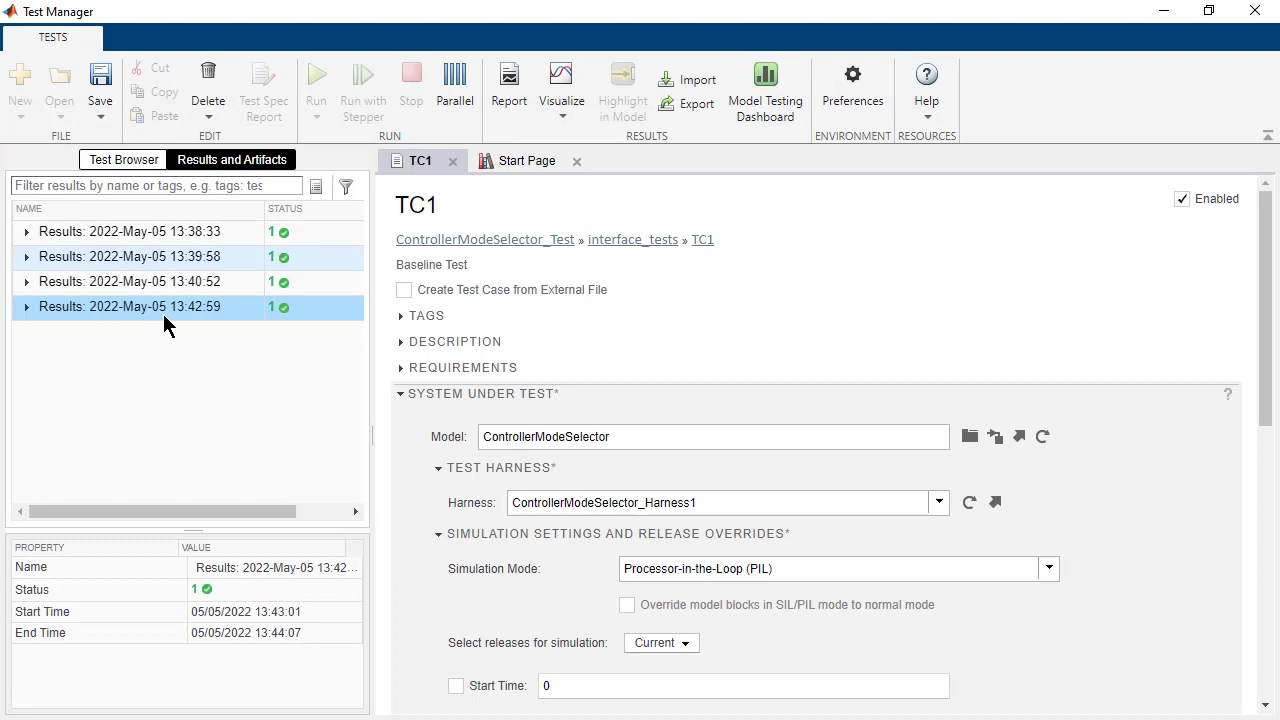 Test Manager
TESTS
New
Open
Save
Cut
Copy
Paste
Delete
Test Spec
Report
Run
Run with
Stepper
Stop
Parallel
Report
Visualize
Highlight
in Model
Import
Export
Model Testing
Dashboard
Preferences
Help
FILE EDIT RUN RESULTS ENVIRONMENT RESOURCES
Test Browser Results and Artifacts
Filter results by name or tags, e.g. tags: tes
NAME STATUS
Results: 2022-May-05 13:38:33 1
Results: 2022-May-05 13:39:58 1
Results: 2022-May-05 13:40:52 1
Results: 2022-May-05 13:42:59 1
PROPERTY VALUE
Name Results: 2022-May-05 13:42...
Status 1
Start Time 05/05/2022 13:43:01
End Time 05/05/2022 13:44:07
TC1 Start Page
TC1
Enabled
ControllerModeSelector_Test » interface_tests » TC1
Baseline Test
Create Test Case from External File
TAGS
DESCRIPTION
REQUIREMENTS
SYSTEM UNDER TEST*
?
Model: ControllerModeSelector
TEST HARNESS*
Harness: ControllerModeSelector_Harness1
SIMULATION SETTINGS AND RELEASE OVERRIDES*
Simulation Mode: Processor-in-the-Loop (PIL)
Override model blocks in SIL/PIL mode to normal mode
Select releases for simulation: Current
Start Time: 0